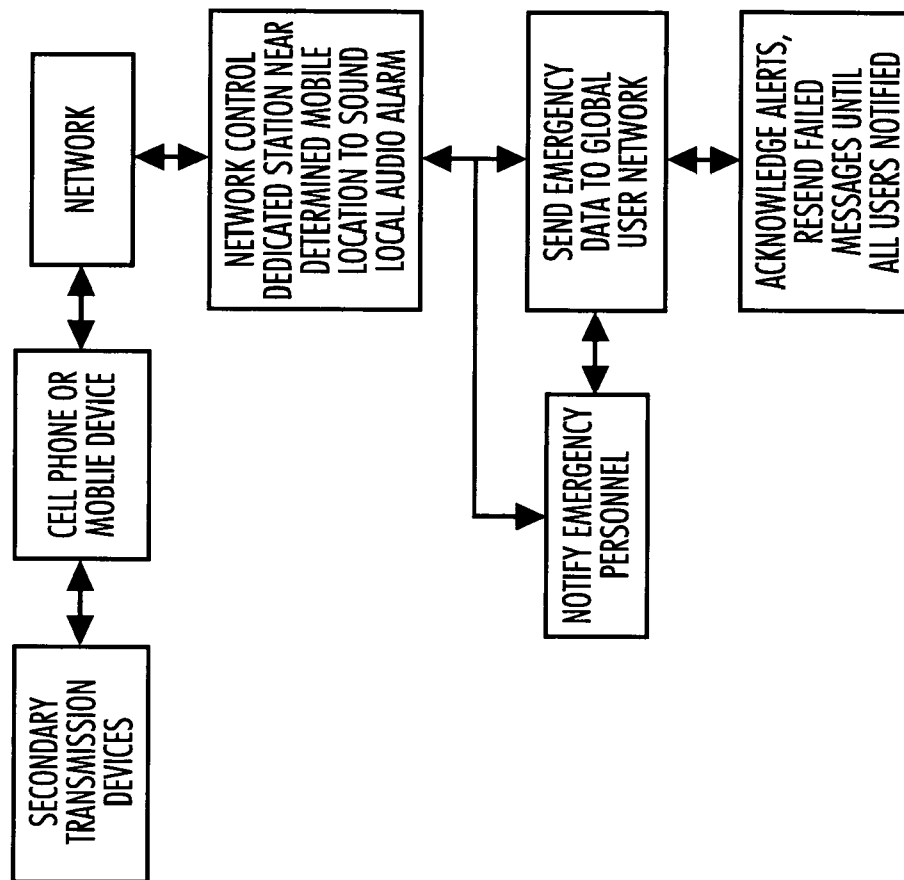 SECONDARY
TRANSMISSION
DEVICES
CELL PHONE OR
MOBLIE DEVICE
NETWORK
NETWORK CONTROL
DEDICATED STATION NEAR
DETERMINED MOBILE
LOCATION TO SOUND
LOCAL AUDIO ALARM
NOTIFY EMERGENCY
PERSONNEL
SEND EMERGENCY
DATA TO GLOBAL
USER NETWORK
ACKNOWLEDGE ALERTS,
RESEND FAILED
MESSAGES UNTIL
ALL USERS NOTIFIED